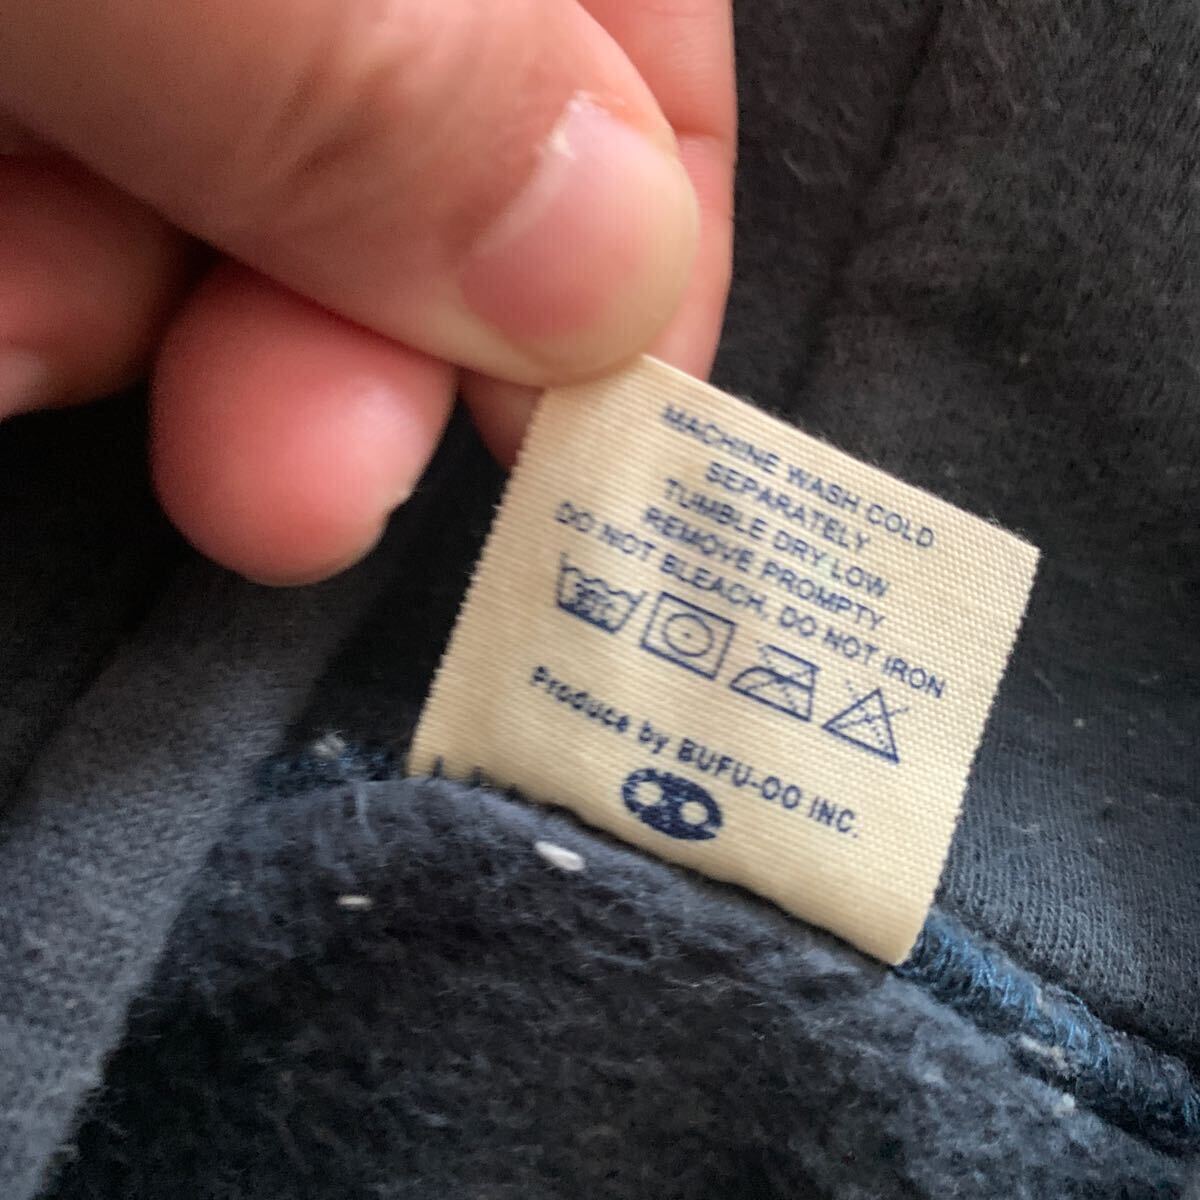 MACHINE WASH COLD
SEPARATELY
TUMBLE DRY LOW
REMOVE PROMPTY
DO NOT BLEACH, DO NOT IRON
Produce by BUFU-OO INC.